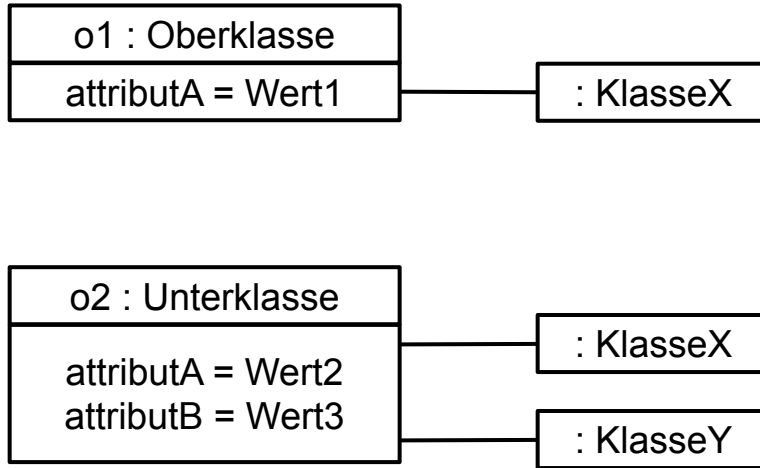 o1 : Oberklasse
attributA = Wert1
: KlasseX
o2 : Unterklasse
attributA = Wert2
attributB = Wert3
: KlasseX
: KlasseY